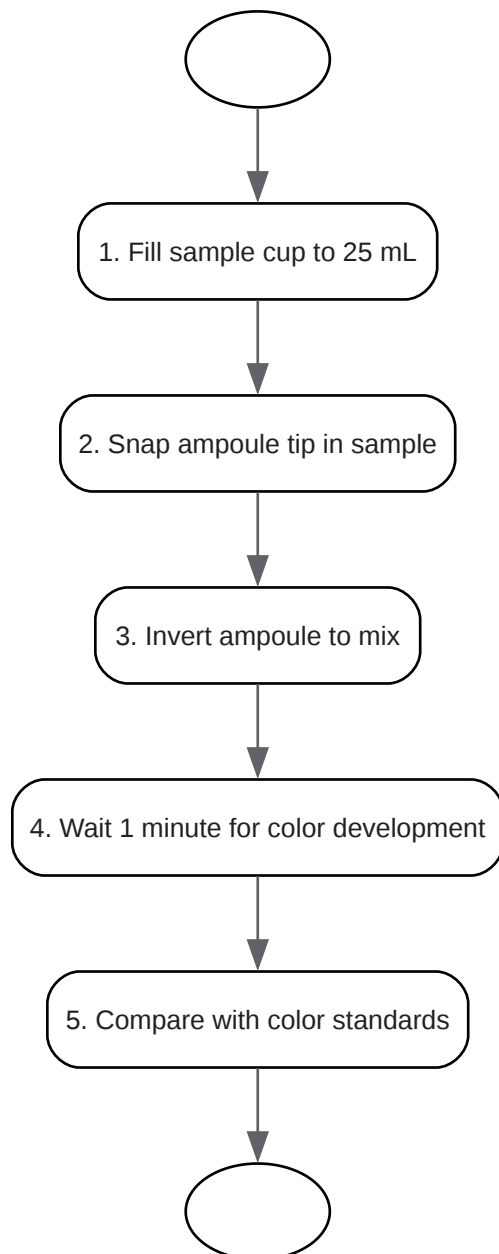 1. Fill sample cup to 25 mL
2. Snap ampoule tip in sample
3. Invert ampoule to mix
4. Wait 1 minute for color development
5. Compare with color standards